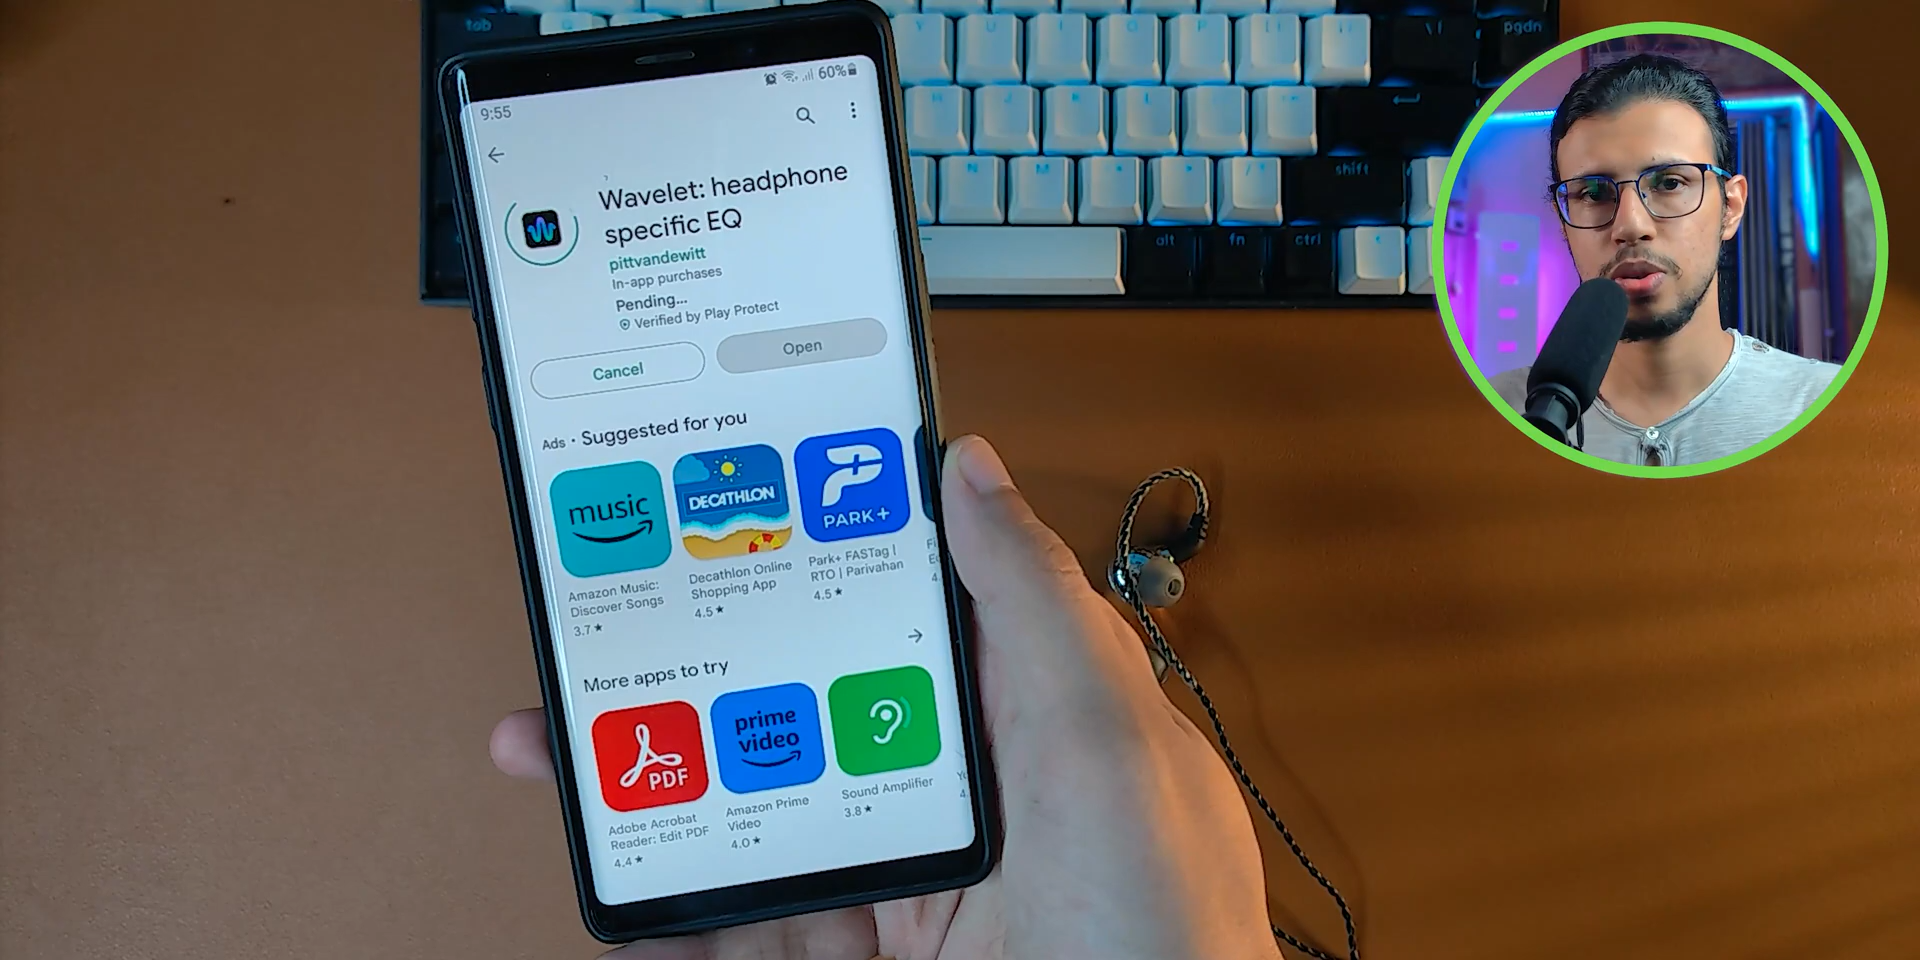 tab
Y
U
I
O
P
[ {
] }
\ |
pgdn
H
J
K
L
N
M
shift
alt
fn
ctrl
9:55
60%
Wavelet: headphone
specific EQ
pittvandewitt
In-app purchases
Pending...
Verified by Play Protect
Cancel
Open
Ads · Suggested for you
music
DECATHLON
PARK+
Amazon Music:
Discover Songs
3.7★
Decathlon Online
Shopping App
4.5★
Park+ FASTag |
RTO | Parivahan
4.5★
More apps to try
PDF
prime
video
Adobe Acrobat
Reader: Edit PDF
4.4★
Amazon Prime
Video
4.0★
Sound Amplifier
3.8★